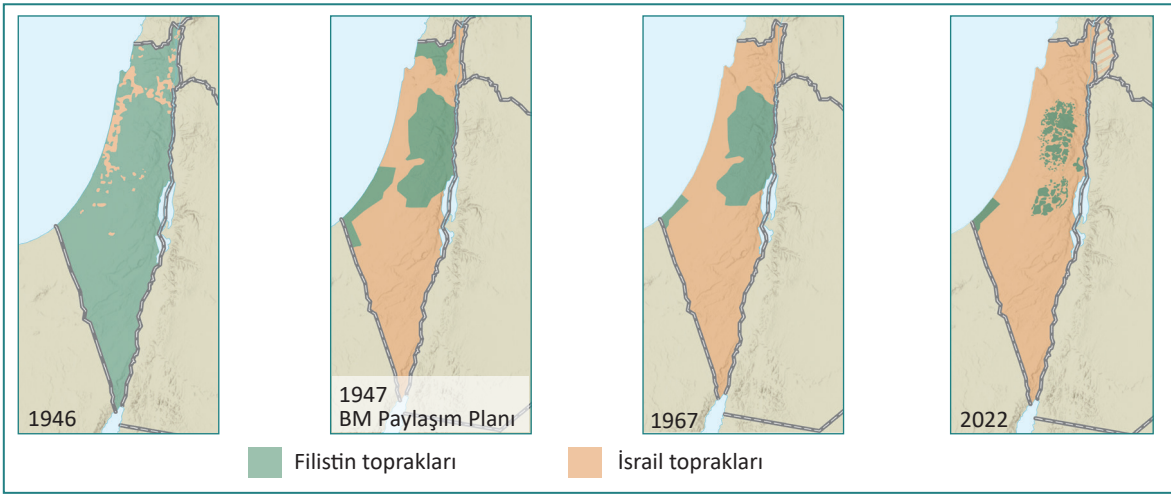 1946
1947
BM Paylaşım Planı
1967
2022
Filistin toprakları
İsrail toprakları